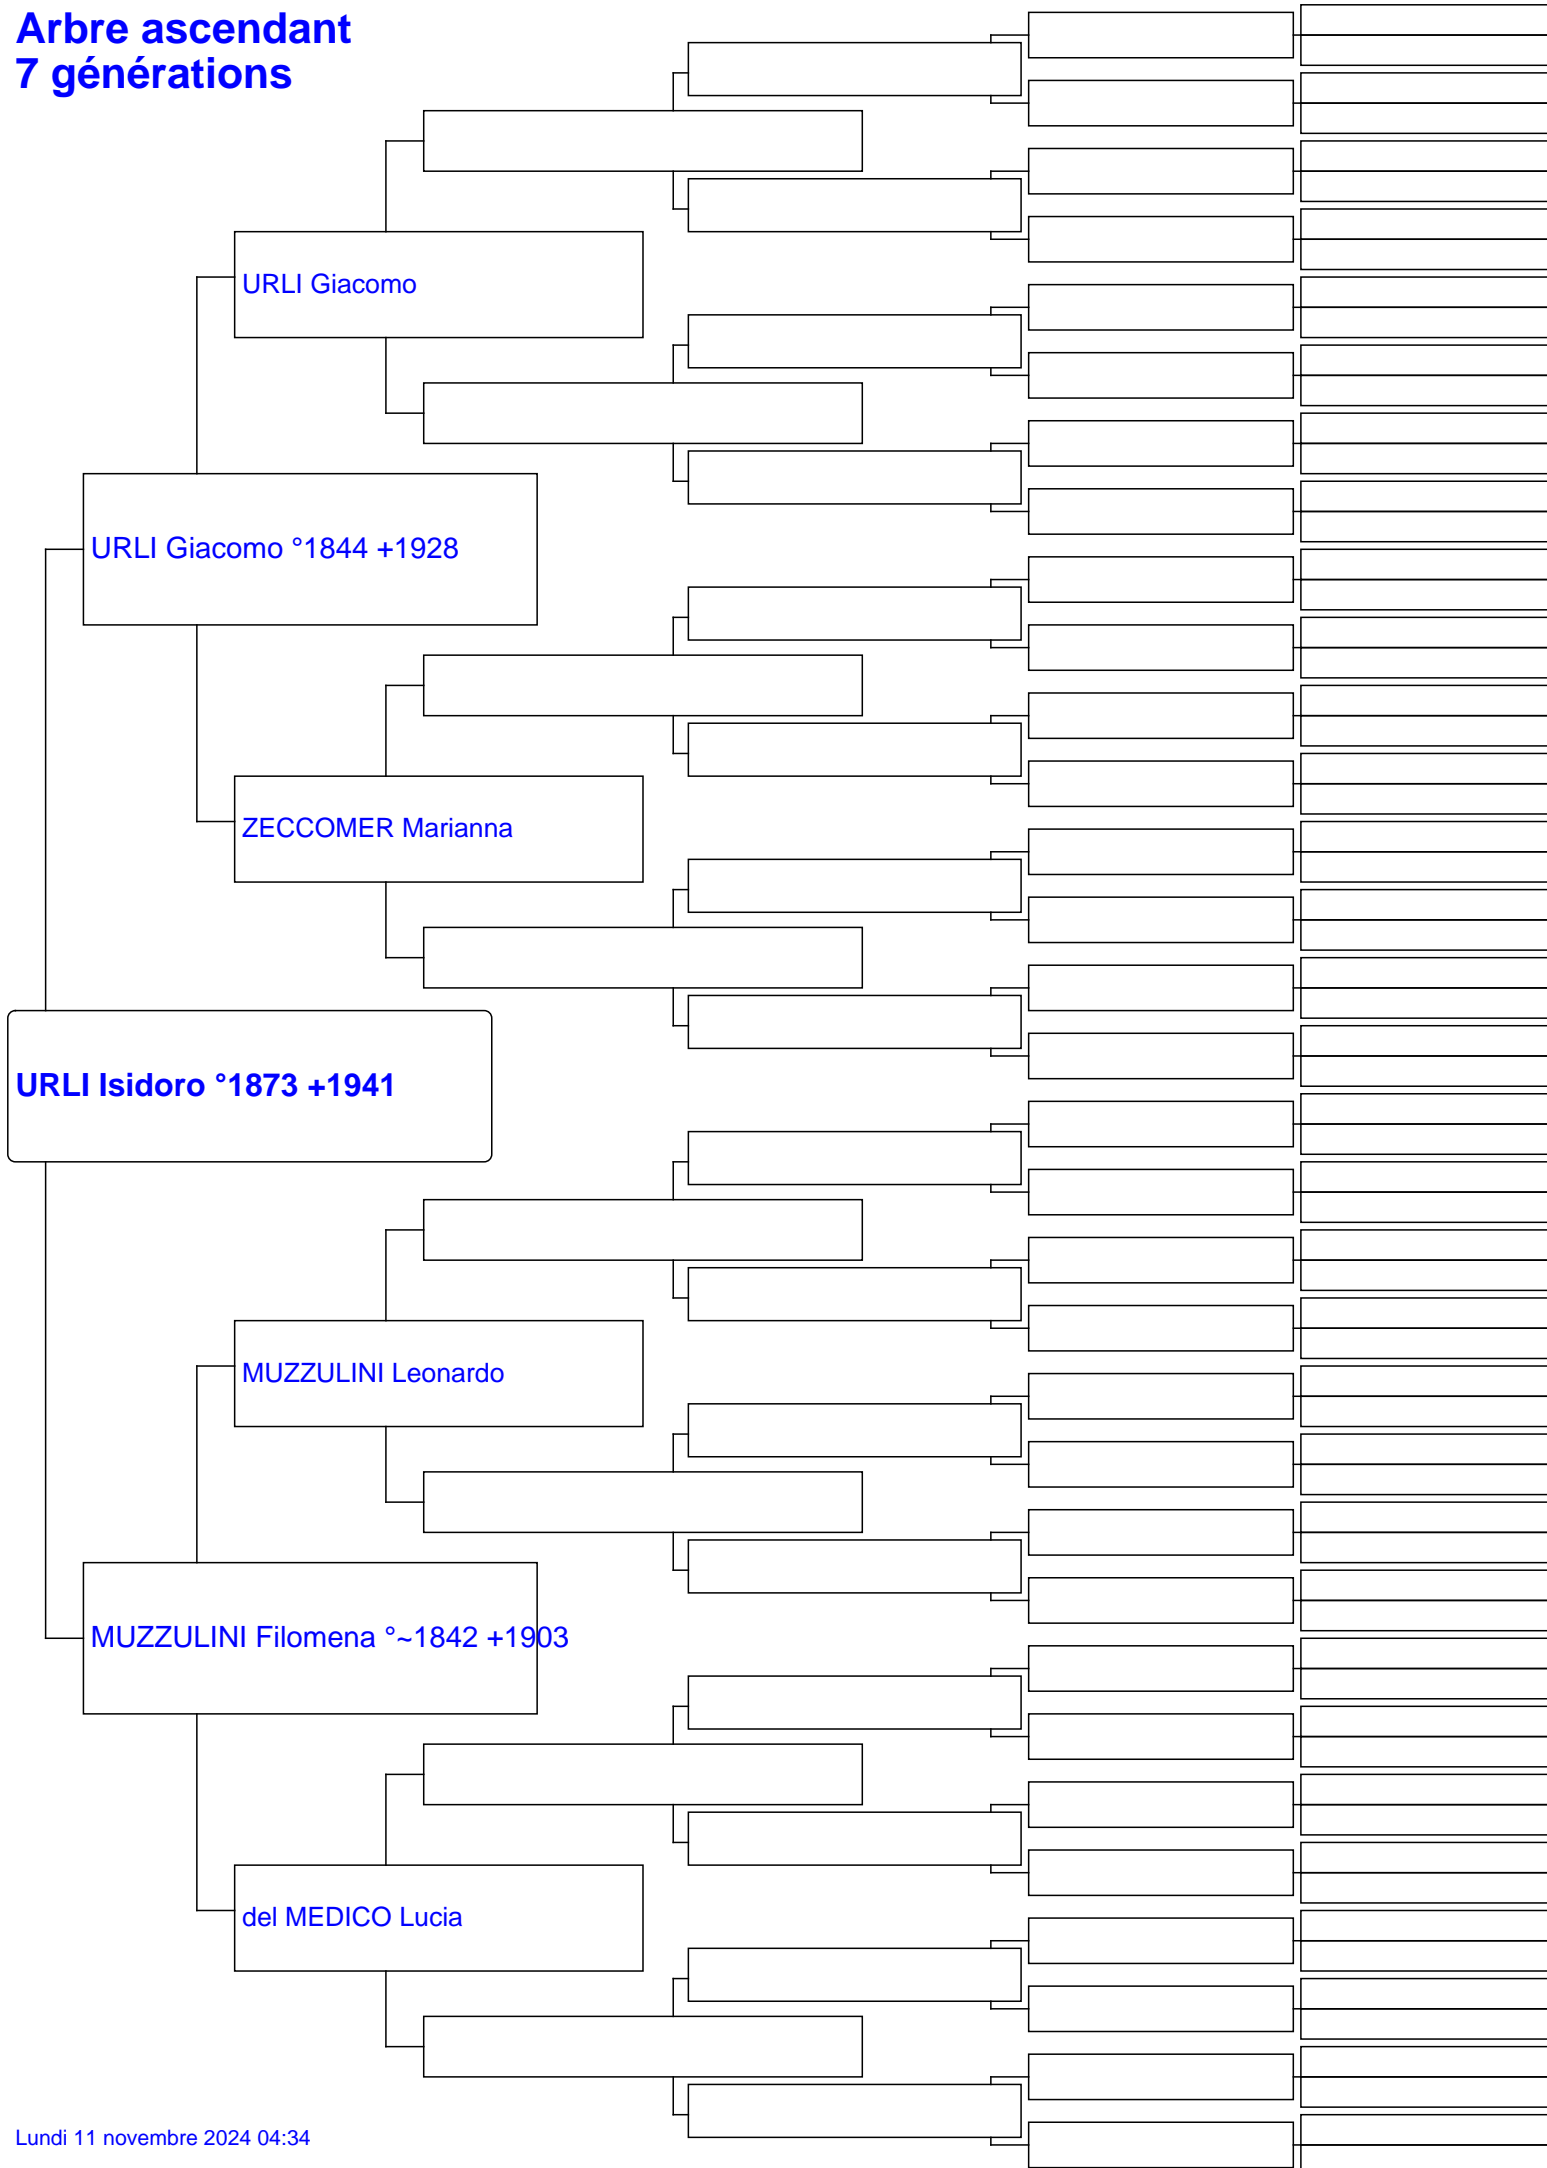 Arbre ascendant
7 générations
URLI Giacomo
URLI Giacomo °1844 +1928
ZECCOMER Marianna
URLI Isidoro °1873 +1941
MUZZULINI Leonardo
MUZZULINI Filomena °~1842 +1903
del MEDICO Lucia
Lundi 11 novembre 2024 04:34